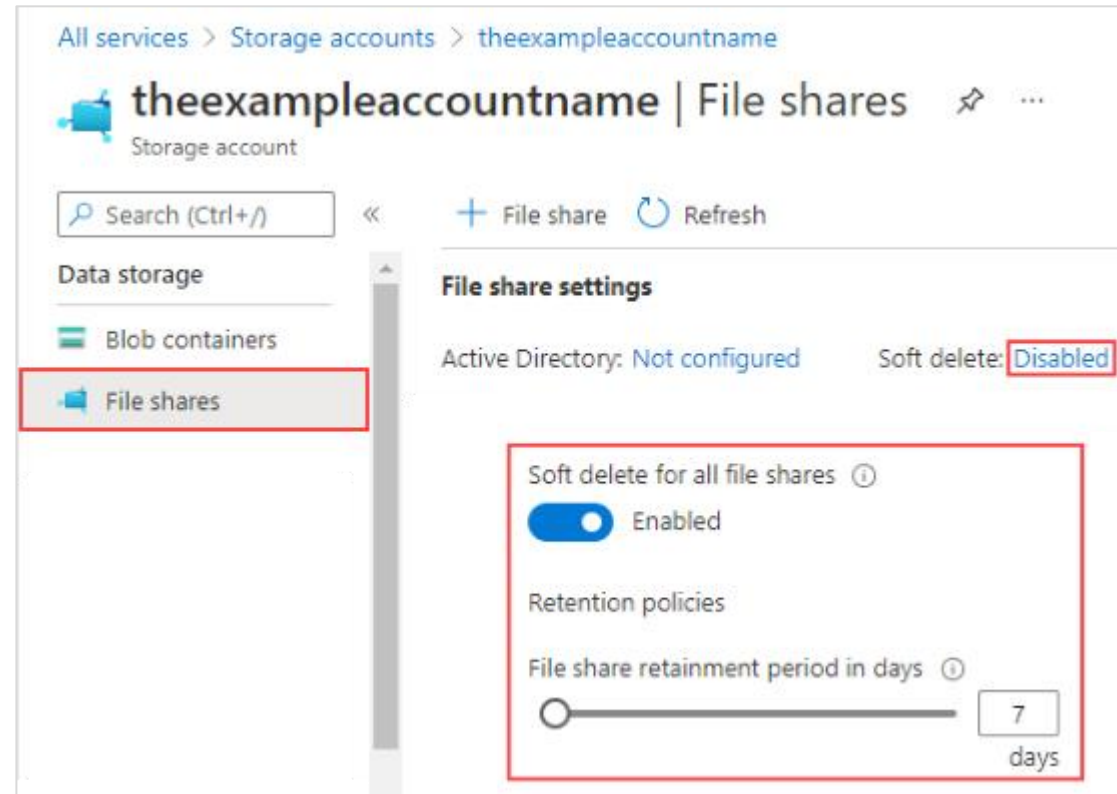 All services > Storage accounts > theexampleaccountname
theexampleaccountname | File shares ...
Storage account
Search (Ctrl+/) «
+ File share Refresh
Data storage
File share settings
Blob containers
Active Directory: Not configured Soft delete: Disabled
File shares
Soft delete for all file shares
Enabled
Retention policies
File share retainment period in days
7
days